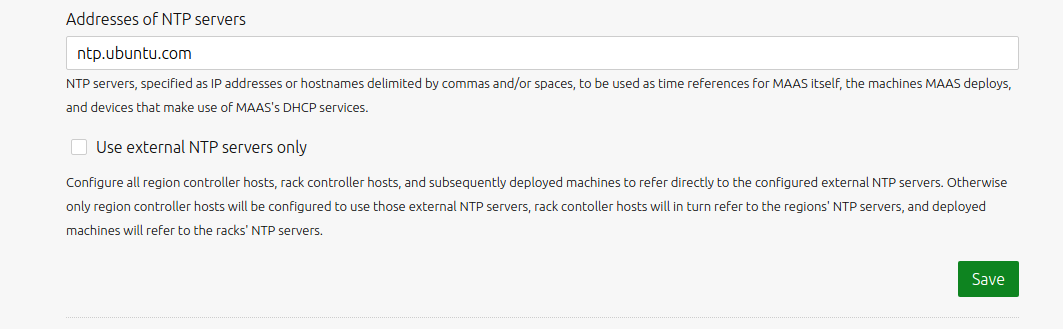 Addresses of NTP servers
ntp.ubuntu.com
NTP servers, specified as IP addresses or hostnames delimited by commas and/or spaces, to be used as time references for MAAS itself, the machines MAAS deploys,
and devices that make use of MAAS's DHCP services.
Use external NTP servers only
Configure all region controller hosts, rack controller hosts, and subsequently deployed machines to refer directly to the configured external NTP servers. Otherwise
only region controller hosts will be configured to use those external NTP servers, rack contoller hosts will in turn refer to the regions' NTP servers, and deployed
machines will refer to the racks' NTP servers.
Save